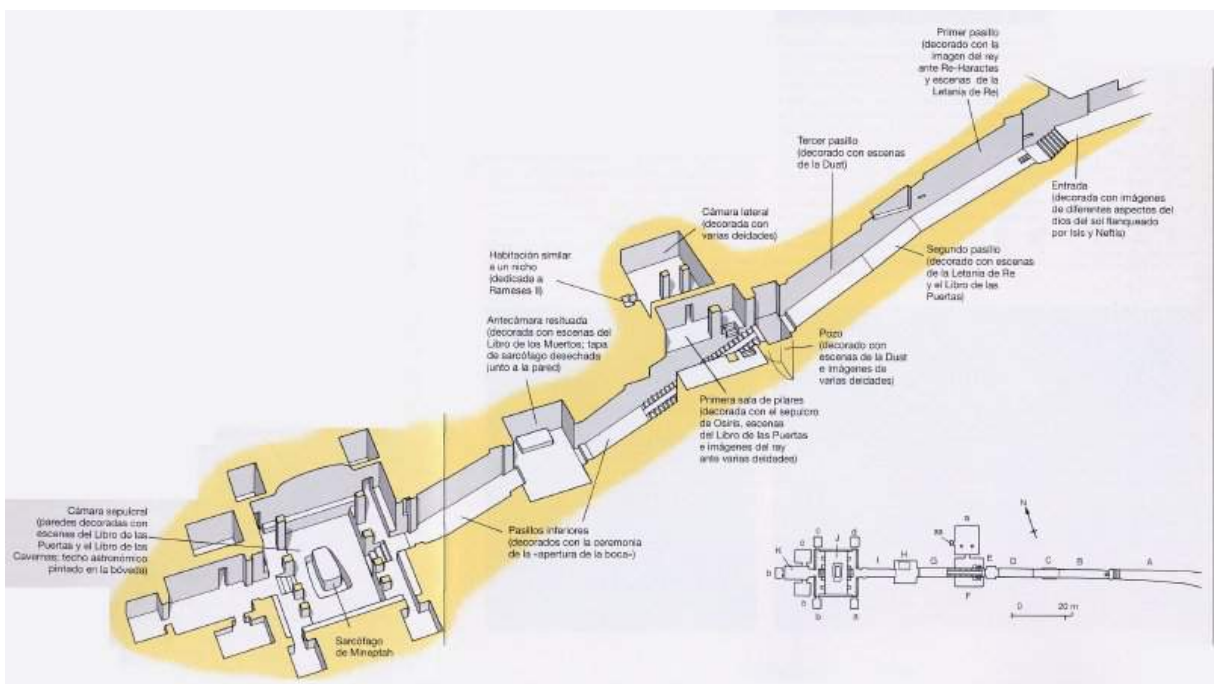 Primer pasillo
(decorado con la
imagen del rey
ante Re-Haractes
y escenas de la
Letanía de Re)
Tercer pasillo
(decorado con escenas
de la Duat)
Entrada
(decorada con imágenes
de diferentes aspectos del
dios del sol flanqueado
por Isis y Neftis)
Cámara lateral
(decorada con
varias deidades)
Segundo pasillo
(decorado con escenas
de la Letanía de Re
y el Libro de las
Puertas)
Habitación similar
a un nicho
(dedicada a
Rameses II)
Antecámara resituada
(decorada con escenas del
Libro de los Muertos; tapa
de sarcófago desechada
junto a la pared)
Pozo
(decorado con
escenas de la Duat
e imágenes de
varias deidades)
Primera sala de pilares
(decorada con el sepulcro
de Osiris, escenas
del Libro de las Puertas
e imágenes del rey
ante varias deidades)
Cámara sepulcral
(paredes decoradas con
escenas del Libro de las
Puertas y el Libro de las
Cavernas; techo astronómico
pintado en la bóveda)
Pasillos inferiores
(decorados con la ceremonia
de la «apertura de la boca»)
Sarcófago
de Mineptah
N
a
aa
c d
K J I H G E D C B A
b
F
b a
0 20 m